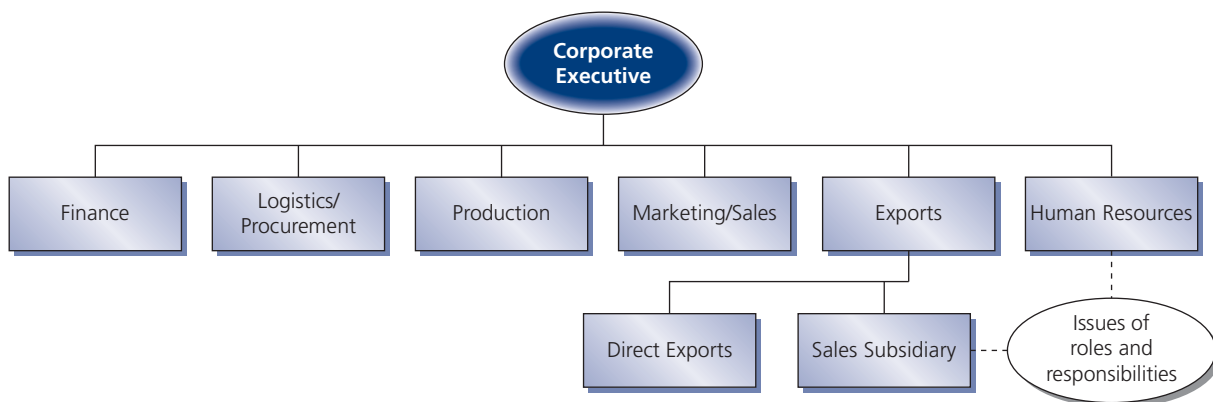 Corporate
Executive
Finance
Logistics/
Procurement
Production
Marketing/Sales
Exports
Human Resources
Direct Exports
Sales Subsidiary
Issues of
roles and
responsibilities